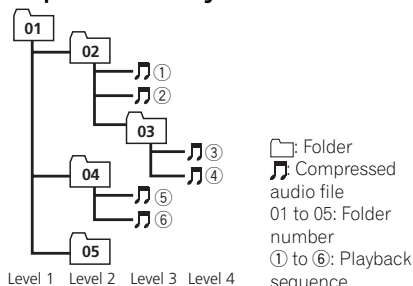 01
02
①
②
03
③
④
04
⑤
⑥
05
Level 1 Level 2 Level 3 Level 4
: Folder
: Compressed
audio file
01 to 05: Folder
number
① to ⑥: Playback
sequence